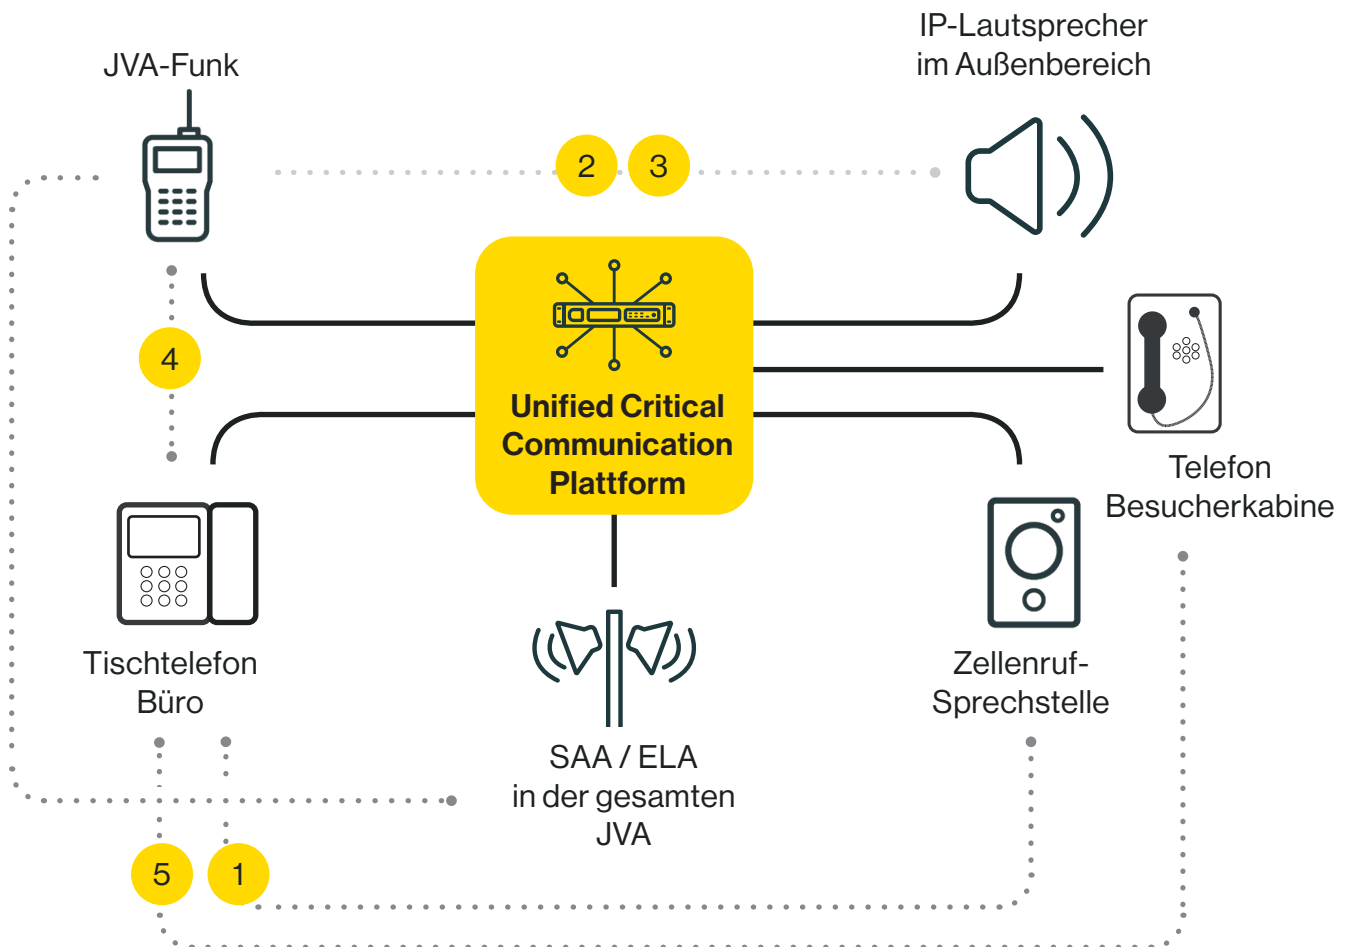 IP-Lautsprecher
im Außenbereich
JVA-Funk
2
3
4
Unified Critical
Communication
Plattform
Telefon
Besucherkabine
Tischtelefon
Büro
Zellenruf-
Sprechstelle
SAA / ELA
in der gesamten
JVA
5
1